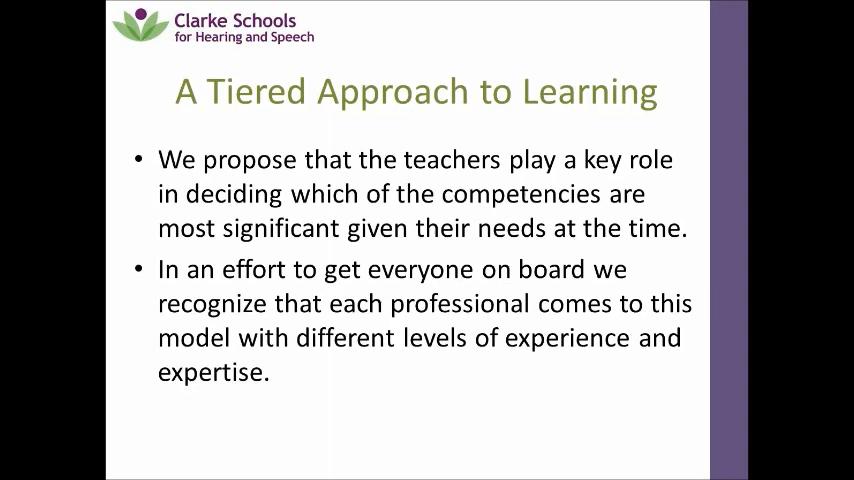 Clarke Schools
for Hearing and Speech
A Tiered Approach to Learning
• We propose that the teachers play a key role
in deciding which of the competencies are
most significant given their needs at the time.
• In an effort to get everyone on board we
recognize that each professional comes to this
model with different levels of experience and
expertise.